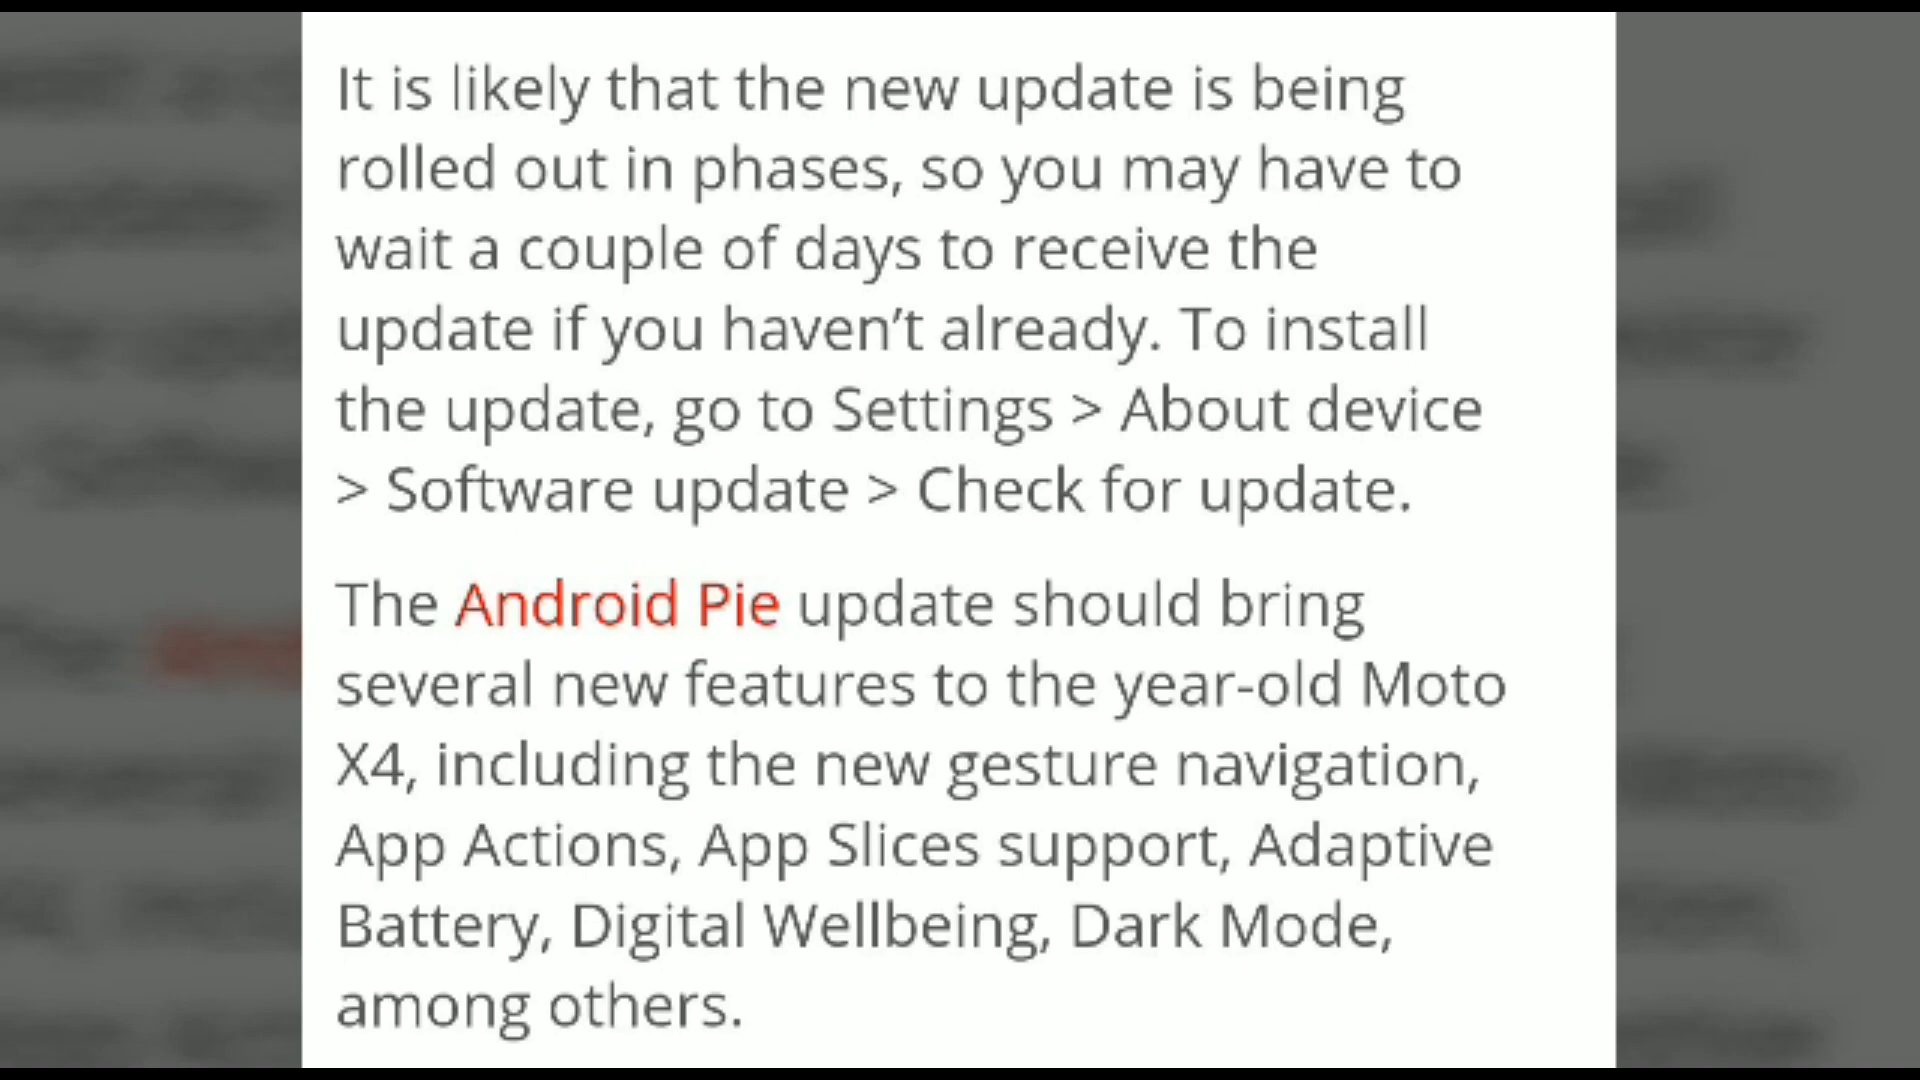 It is likely that the new update is being
rolled out in phases, so you may have to
wait a couple of days to receive the
update if you haven’t already. To install
the update, go to Settings > About device
> Software update > Check for update.
The Android Pie update should bring
several new features to the year-old Moto
X4, including the new gesture navigation,
App Actions, App Slices support, Adaptive
Battery, Digital Wellbeing, Dark Mode,
among others.